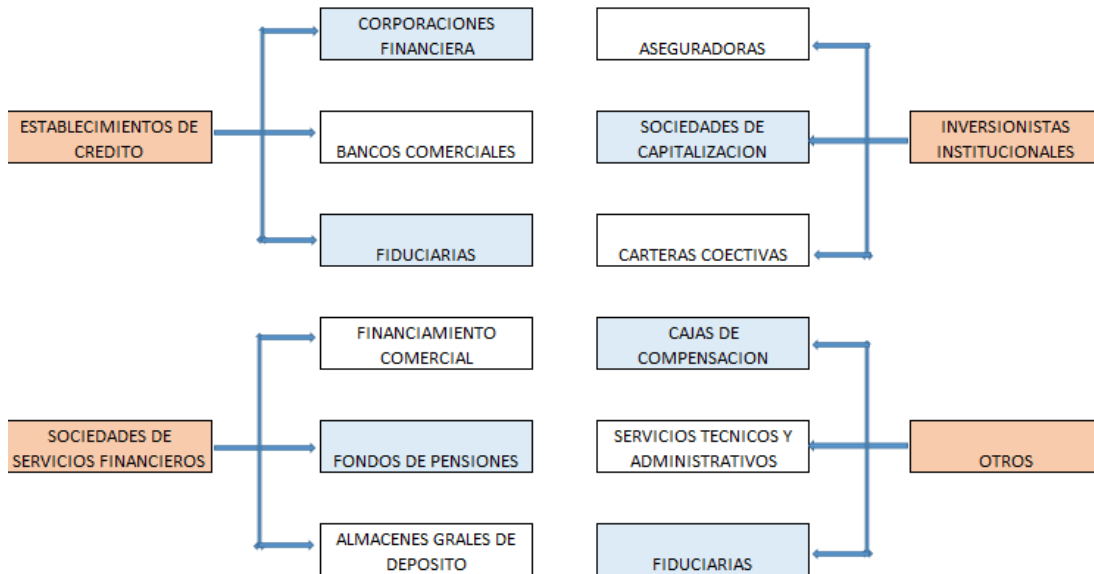 CORPORACIONES
FINANCIERA
ASEGURADORAS
ESTABLECIMIENTOS DE
CREDITO
BANCOS COMERCIALES
SOCIEDADES DE
CAPITALIZACION
INVERSIONISTAS
INSTITUCIONALES
FIDUCIARIAS
CARTERAS COECTIVAS
FINANCIAMIENTO
COMERCIAL
CAJAS DE
COMPENSACION
SOCIEDADES DE
SERVICIOS FINANCIEROS
FONDOS DE PENSIONES
SERVICIOS TECNICOS Y
ADMINISTRATIVOS
OTROS
ALMACENES GRALES DE
DEPOSITO
FIDUCIARIAS